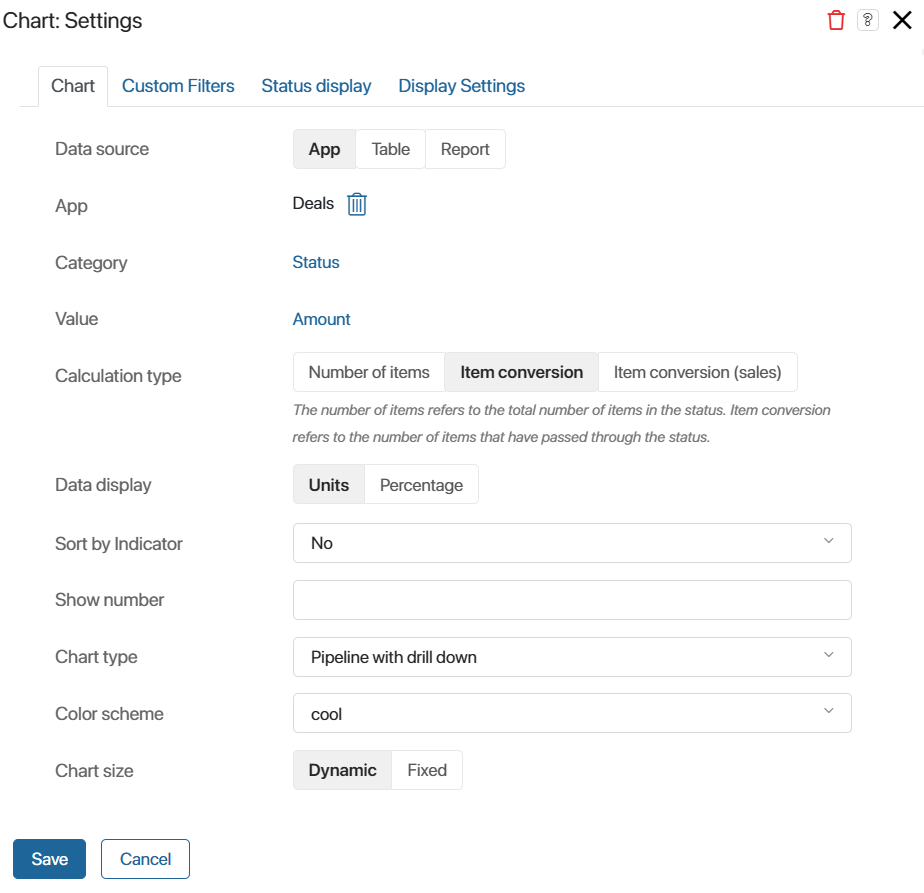 Chart: Settings ?
Chart Custom Filters Status display Display Settings
Data source App Table Report
App Deals
Category Status
Value Amount
Calculation type Number of items Item conversion Item conversion (sales)
The number of items refers to the total number of items in the status. Item conversion
refers to the number of items that have passed through the status.
Data display Units Percentage
Sort by Indicator No
Show number
Chart type Pipeline with drill down
Color scheme cool
Chart size Dynamic Fixed
Save Cancel